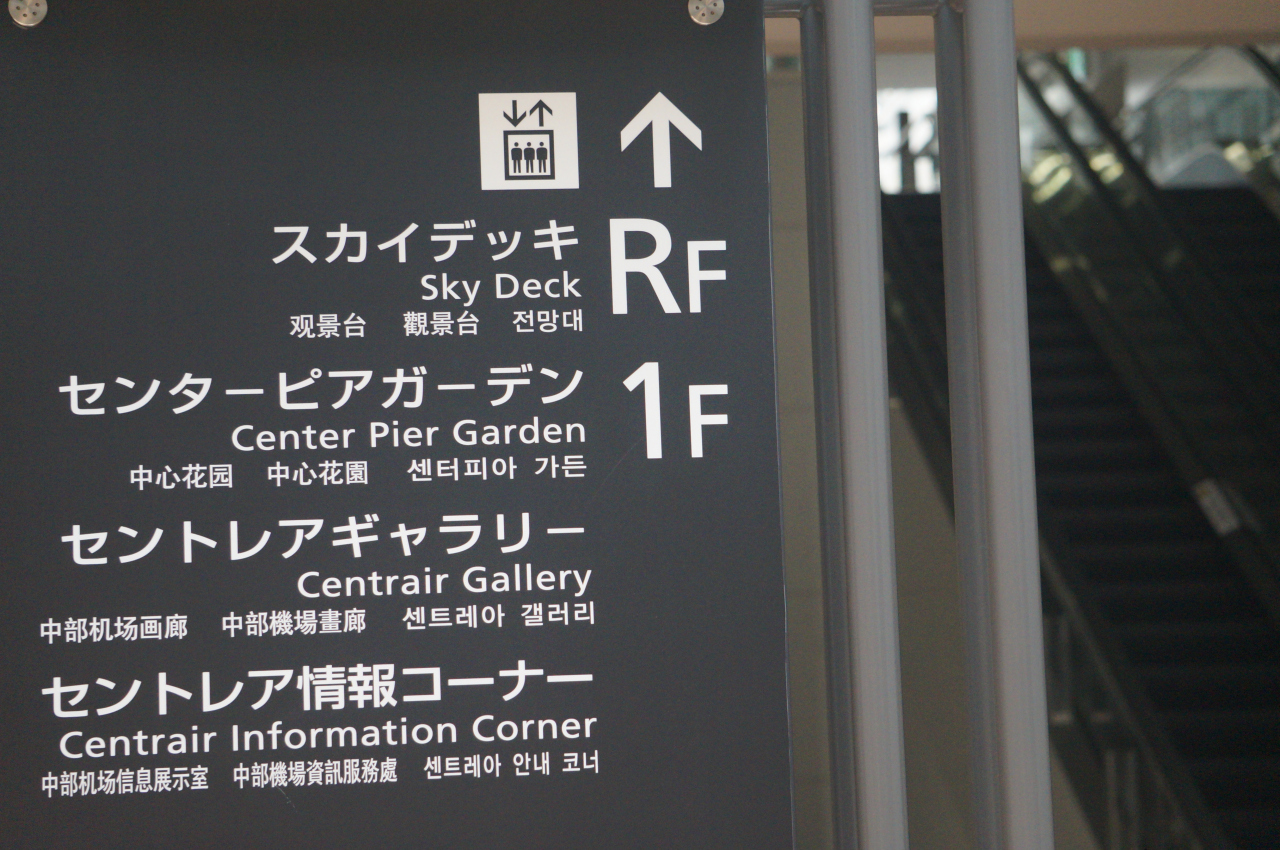 スカイデッキ RF
Sky Deck
观景台 觀景台 전망대
センターピアガーデン 1F
Center Pier Garden
中心花园 中心花園 센터피아 가든
セントレアギャラリー
Centrair Gallery
中部机场画廊 中部機場畫廊 센트레아 갤러리
セントレア情報コーナー
Centrair Information Corner
中部机场信息展示室 中部機場資訊服務處 센트레아 안내 코너